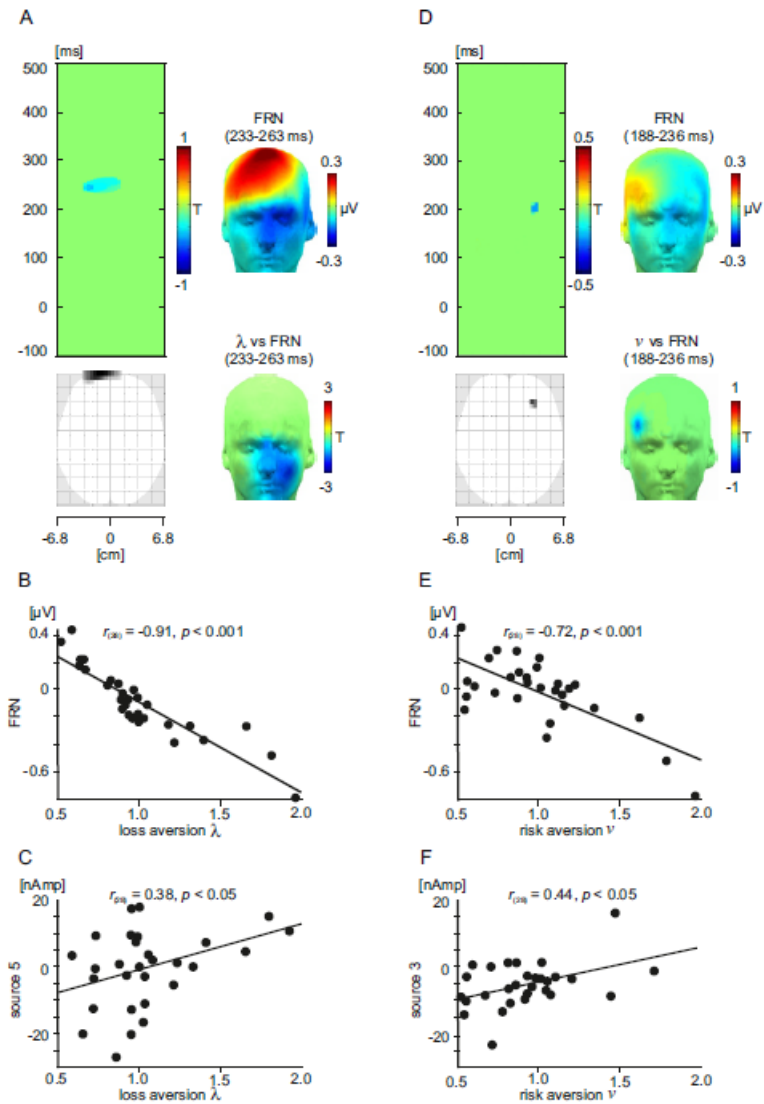 A
[ms]
500
400
300
200
100
0
-100
1
T
-1
FRN
(233-263 ms)
0.3
µV
-0.3
λ vs FRN
(233-263 ms)
3
T
-3
-6.8 0 6.8
[cm]
D
[ms]
500
400
300
200
100
0
-100
0.5
T
-0.5
FRN
(188-236 ms)
0.3
µV
-0.3
ν vs FRN
(188-236 ms)
1
T
-1
-6.8 0 6.8
[cm]
B
[µV]
0.4
0
-0.6
FRN
r(28) = -0.91, p < 0.001
0.5 1.0 1.5 2.0
loss aversion λ
E
[µV]
0.4
0
-0.6
FRN
r(28) = -0.72, p < 0.001
0.5 1.0 1.5 2.0
risk aversion ν
C
[nAmp]
20
0
-20
source 5
r(28) = 0.38, p < 0.05
0.5 1.0 1.5 2.0
loss aversion λ
F
[nAmp]
20
0
-20
source 3
r(28) = 0.44, p < 0.05
0.5 1.0 1.5 2.0
risk aversion ν